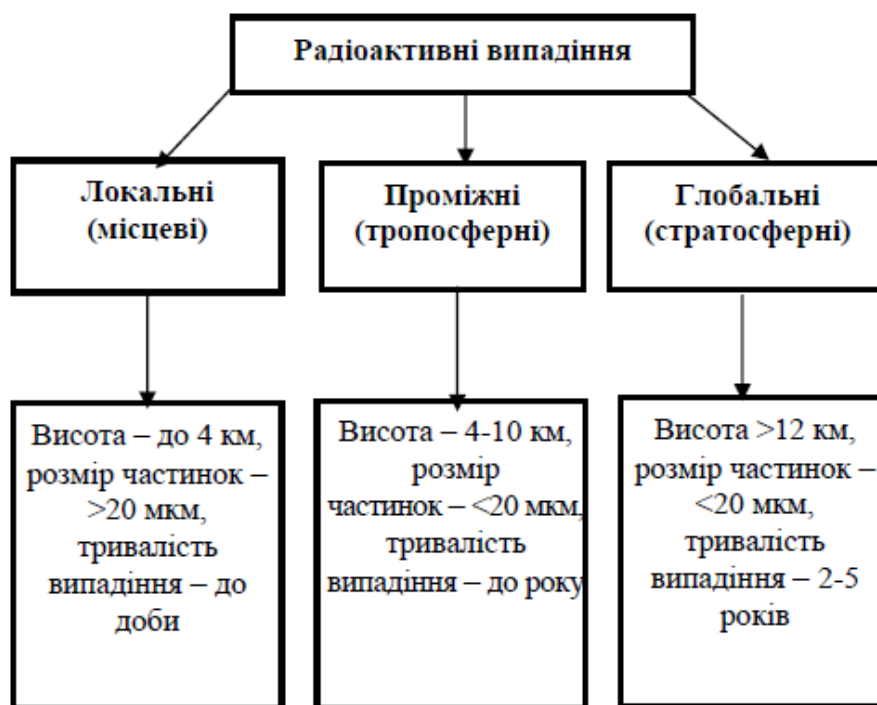 Радіоактивні випадіння
Локальні
(місцеві)
Проміжні
(тропосферні)
Глобальні
(стратосферні)
Висота – до 4 км,
розмір частинок –
>20 мкм,
тривалість
випадіння – до
доби
Висота – 4-10 км,
розмір
частинок – <20 мкм,
тривалість
випадіння – до року
Висота >12 км,
розмір частинок –
<20 мкм,
тривалість
випадіння – 2-5
років